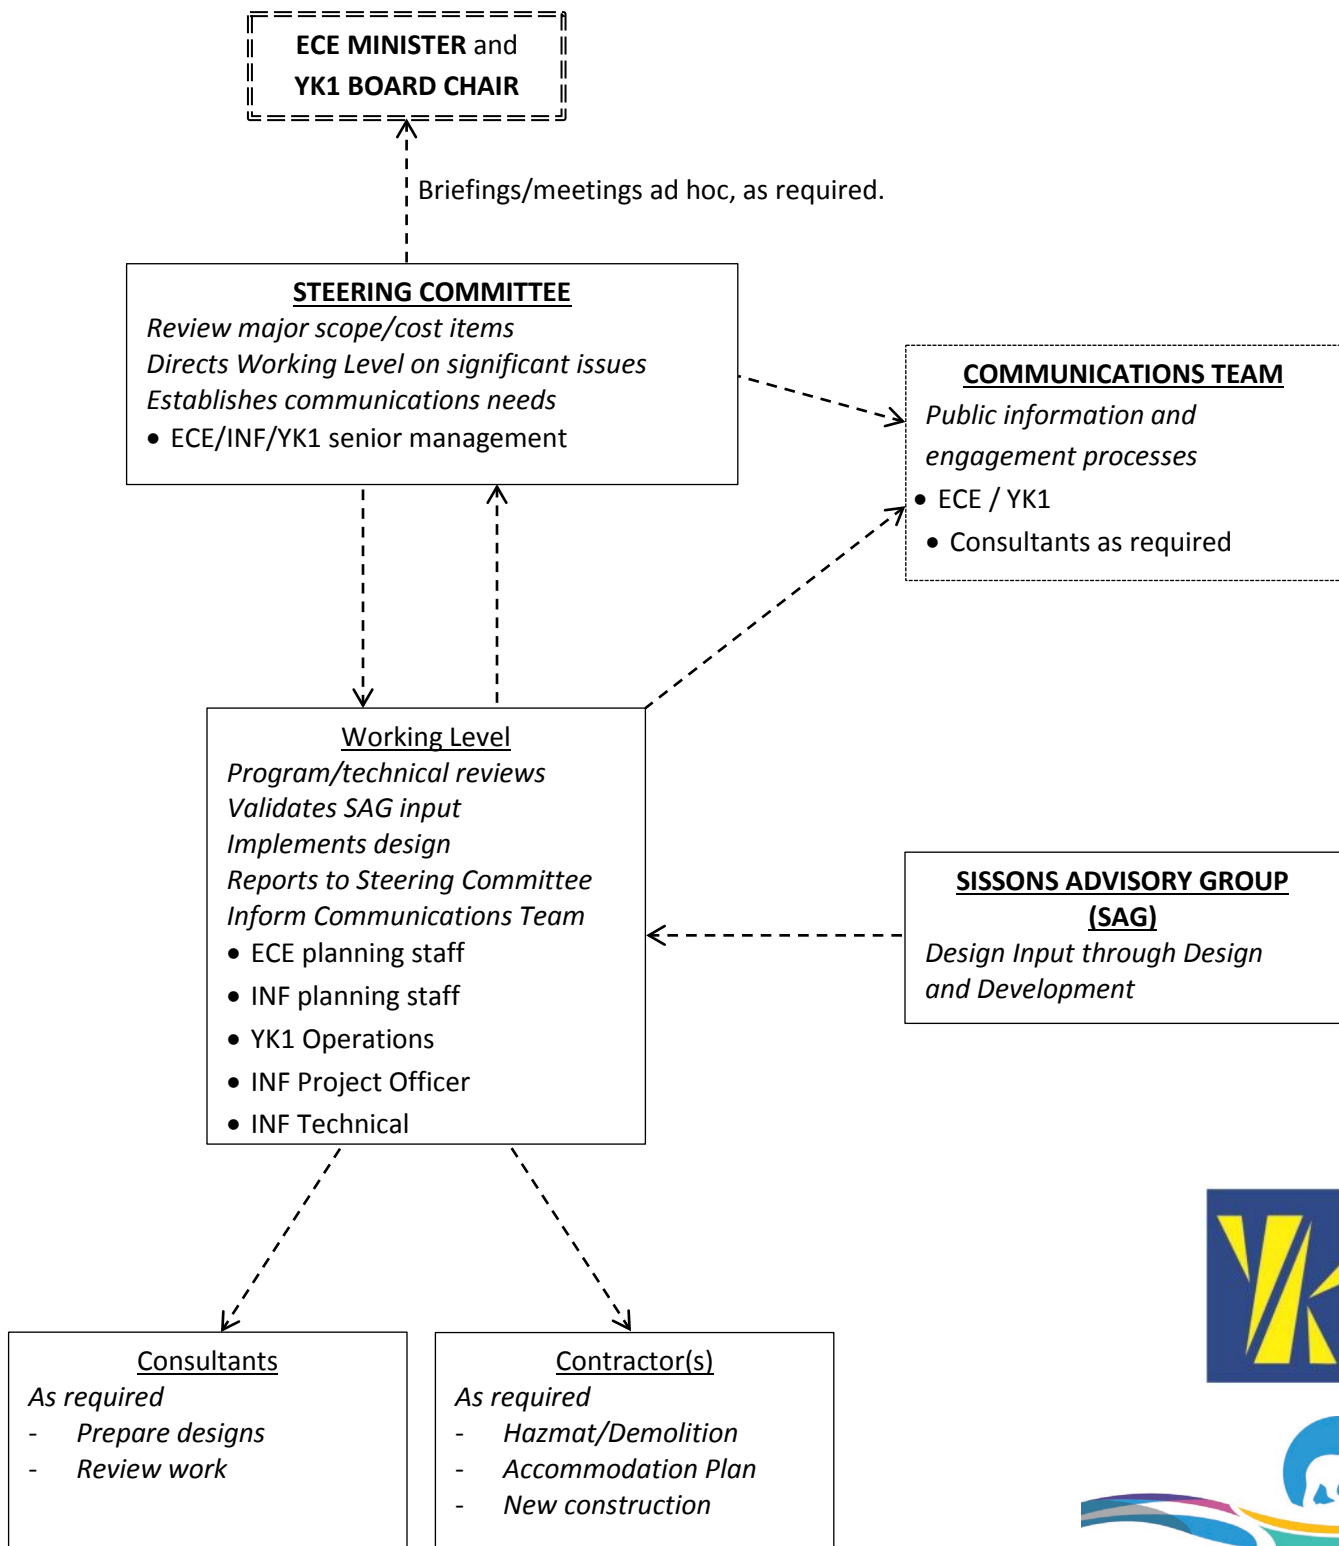 ECE MINISTER and
YK1 BOARD CHAIR
Briefings/meetings ad hoc, as required.
STEERING COMMITTEE
Review major scope/cost items
Directs Working Level on significant issues
Establishes communications needs
• ECE/INF/YK1 senior management
COMMUNICATIONS TEAM
Public information and
engagement processes
• ECE / YK1
• Consultants as required
Working Level
Program/technical reviews
Validates SAG input
Implements design
Reports to Steering Committee
Inform Communications Team
• ECE planning staff
• INF planning staff
• YK1 Operations
• INF Project Officer
• INF Technical
SISSONS ADVISORY GROUP
(SAG)
Design Input through Design
and Development
Consultants
As required
- Prepare designs
- Review work
Contractor(s)
As required
- Hazmat/Demolition
- Accommodation Plan
- New construction
YK